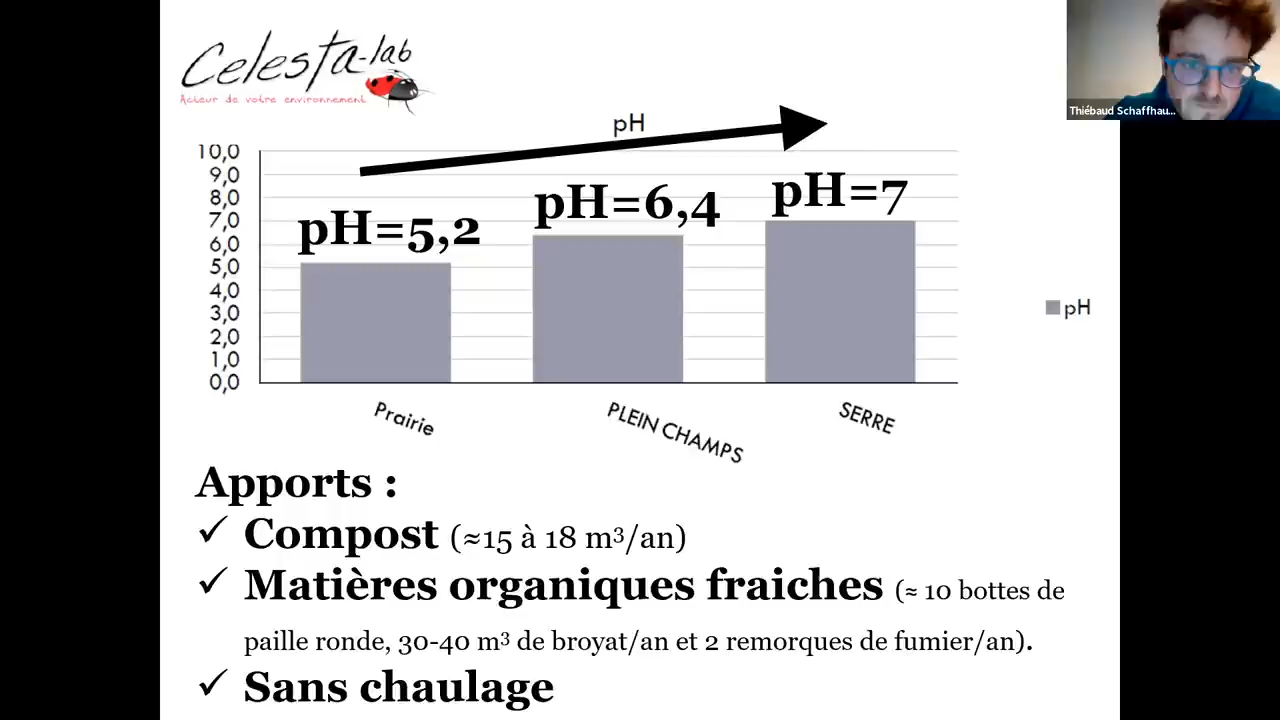 Celesta-lab
Acteur de votre environnement
Thiébaud Schaffhau...
pH
10,0
9,0
8,0
7,0
6,0
5,0
4,0
3,0
2,0
1,0
0,0
pH=5,2
pH=6,4
pH=7
pH
Prairie
PLEIN CHAMPS
SERRE
Apports :
✓ Compost (≈15 à 18 m³/an)
✓ Matières organiques fraiches (≈ 10 bottes de
paille ronde, 30-40 m³ de broyat/an et 2 remorques de fumier/an).
✓ Sans chaulage